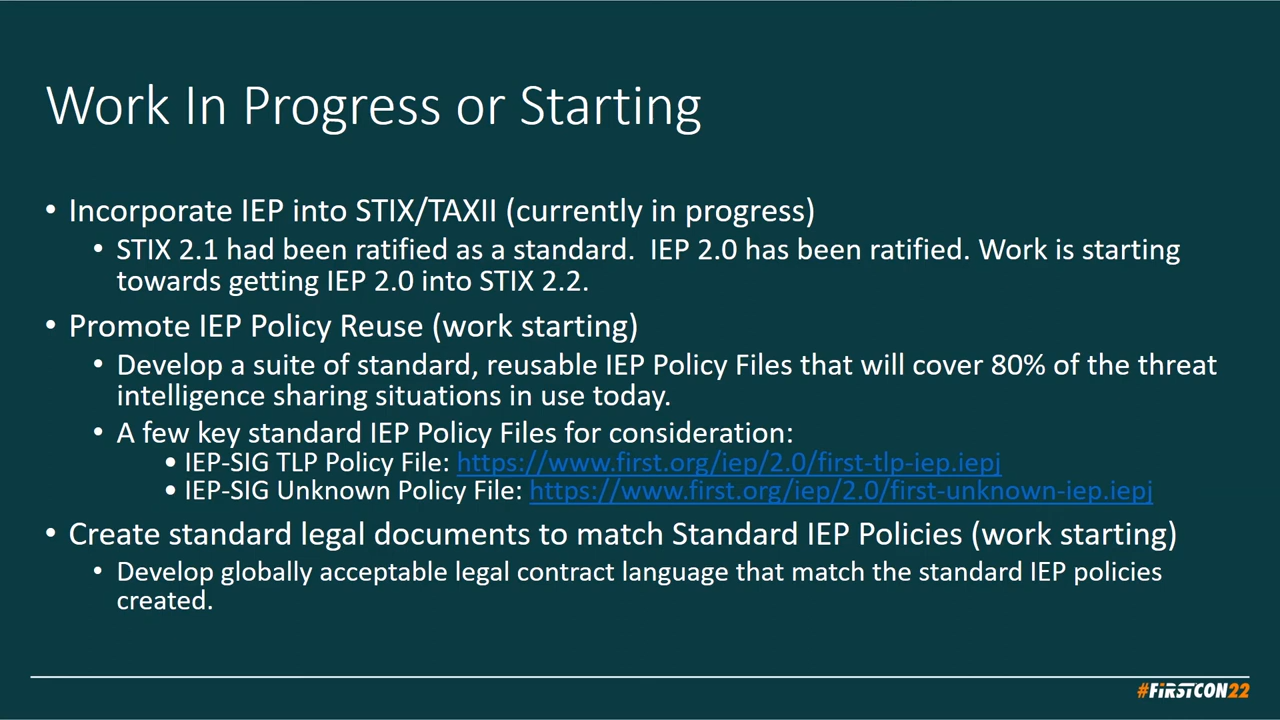 Work In Progress or Starting
• Incorporate IEP into STIX/TAXII (currently in progress)
• STIX 2.1 had been ratified as a standard.  IEP 2.0 has been ratified. Work is starting
towards getting IEP 2.0 into STIX 2.2.
• Promote IEP Policy Reuse (work starting)
• Develop a suite of standard, reusable IEP Policy Files that will cover 80% of the threat
intelligence sharing situations in use today.
• A few key standard IEP Policy Files for consideration:
• IEP-SIG TLP Policy File: https://www.first.org/iep/2.0/first-tlp-iep.iepj
• IEP-SIG Unknown Policy File: https://www.first.org/iep/2.0/first-unknown-iep.iepj
• Create standard legal documents to match Standard IEP Policies (work starting)
• Develop globally acceptable legal contract language that match the standard IEP policies
created.
#FiRSTCON22